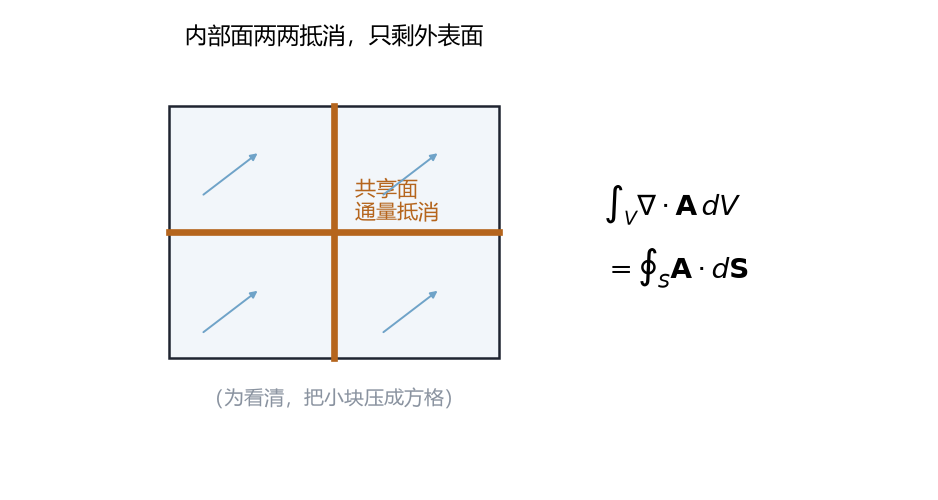 内部面两两抵消，只剩外表面
共享面
通量抵消
∫_V ∇ · A dV
= ∮_S A · dS
（为看清，把小块压成方格）